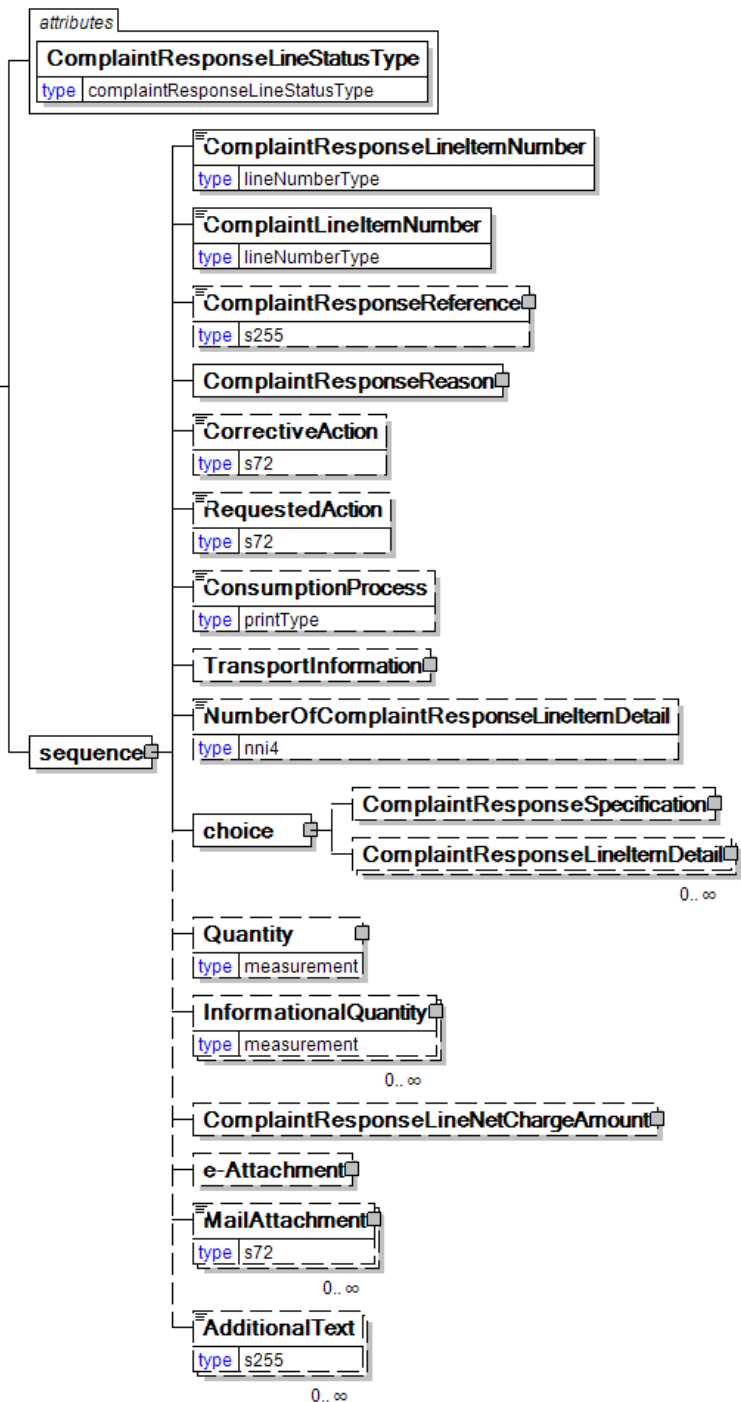 attributes
ComplaintResponseLineStatusType
type complaintResponseLineStatusType
ComplaintResponseLineItemNumber
type lineNumberType
ComplaintLineItemNumber
type lineNumberType
ComplaintResponseReference
type s255
ComplaintResponseReason
CorrectiveAction
type s72
RequestedAction
type s72
ConsumptionProcess
type printType
TransportInformation
NumberOfComplaintResponseLineItemDetail
type nni4
sequence
choice
ComplaintResponseSpecification
ComplaintResponseLineItemDetail
0.. ∞
Quantity
type measurement
InformationalQuantity
type measurement
0.. ∞
ComplaintResponseLineNetChargeAmount
e-Attachment
MailAttachment
type s72
0.. ∞
AdditionalText
type s255
0.. ∞